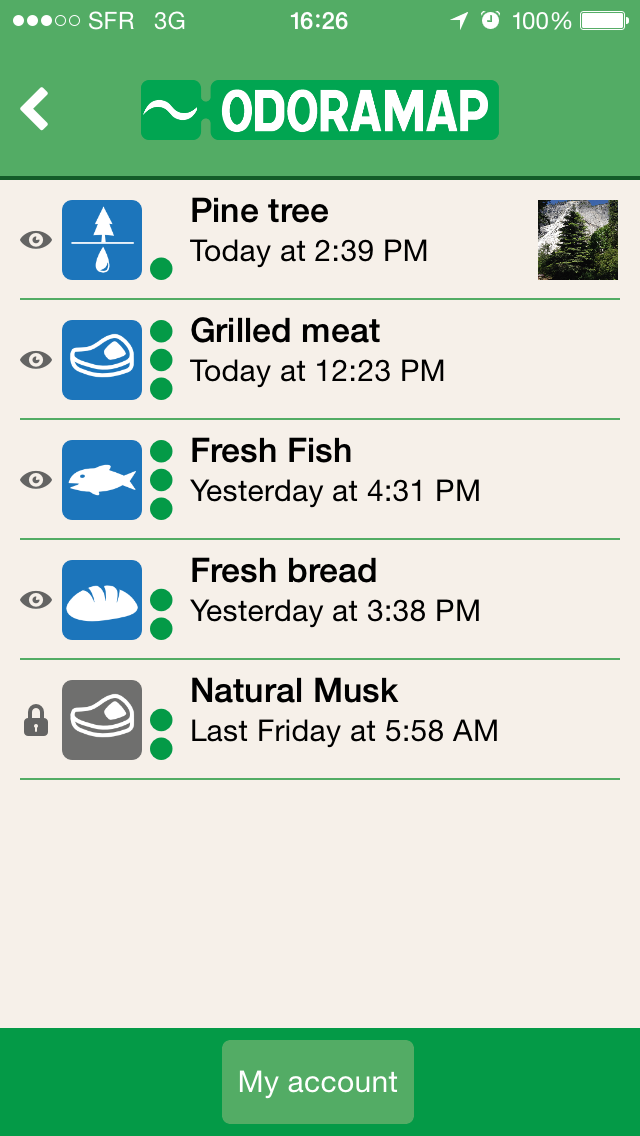 SFR 3G 16:26 100%
ODORAMAP
Pine tree
Today at 2:39 PM
Grilled meat
Today at 12:23 PM
Fresh Fish
Yesterday at 4:31 PM
Fresh bread
Yesterday at 3:38 PM
Natural Musk
Last Friday at 5:58 AM
My account